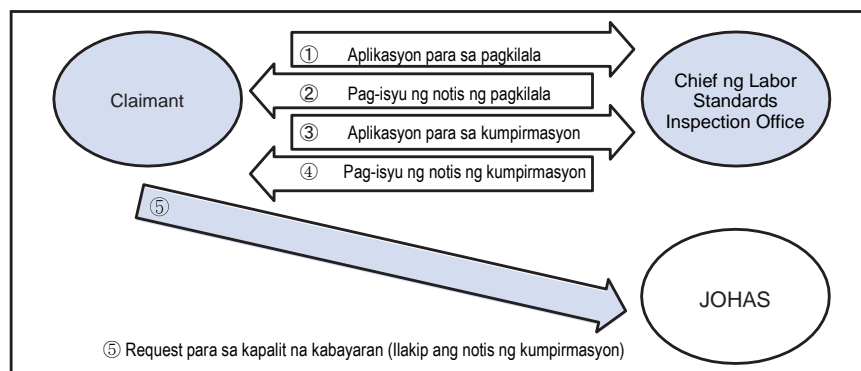 ① Aplikasyon para sa pagkilala
Claimant
② Pag-isyu ng notis ng pagkilala
③ Aplikasyon para sa kumpirmasyon
④ Pag-isyu ng notis ng kumpirmasyon
Chief ng Labor
Standards
Inspection Office
⑤
JOHAS
⑤ Request para sa kapalit na kabayaran (Ilakip ang notis ng kumpirmasyon)